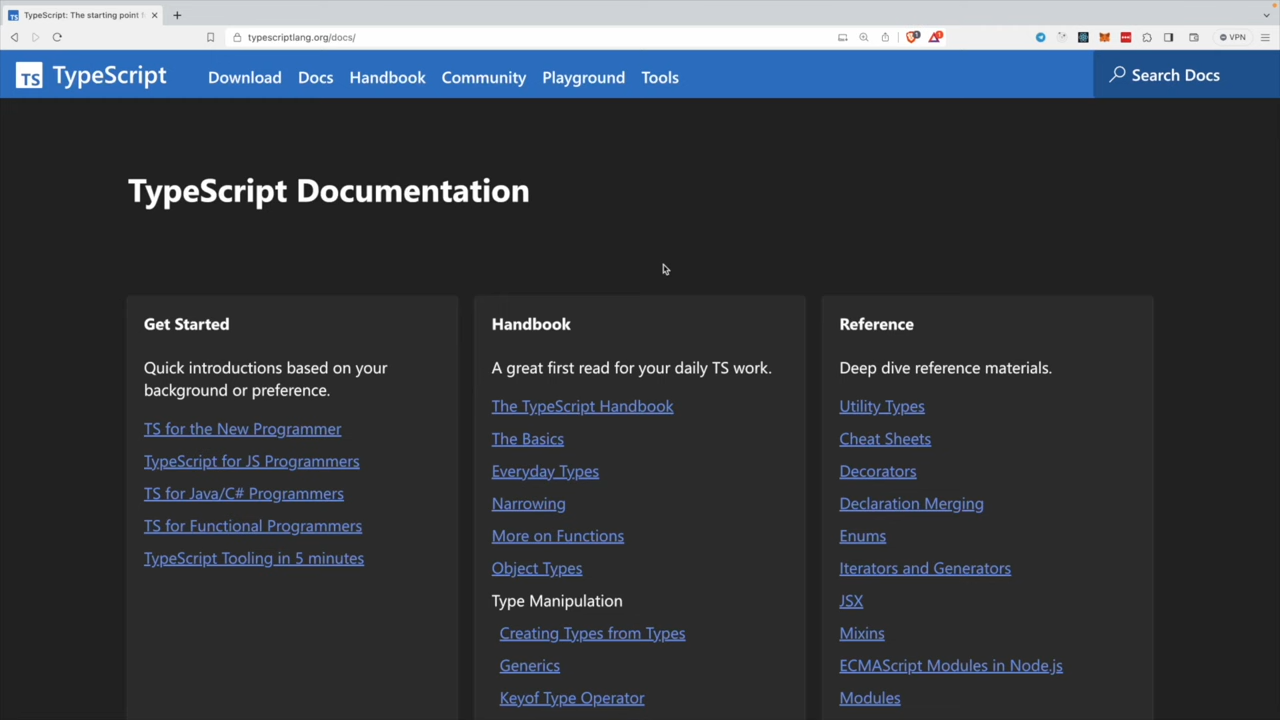 TypeScript: The starting point
typescriptlang.org/docs/
VPN
TS TypeScript
Download
Docs
Handbook
Community
Playground
Tools
Search Docs
TypeScript Documentation
Get Started
Quick introductions based on your
background or preference.
TS for the New Programmer
TypeScript for JS Programmers
TS for Java/C# Programmers
TS for Functional Programmers
TypeScript Tooling in 5 minutes
Handbook
A great first read for your daily TS work.
The TypeScript Handbook
The Basics
Everyday Types
Narrowing
More on Functions
Object Types
Type Manipulation
Creating Types from Types
Generics
Keyof Type Operator
Reference
Deep dive reference materials.
Utility Types
Cheat Sheets
Decorators
Declaration Merging
Enums
Iterators and Generators
JSX
Mixins
ECMAScript Modules in Node.js
Modules